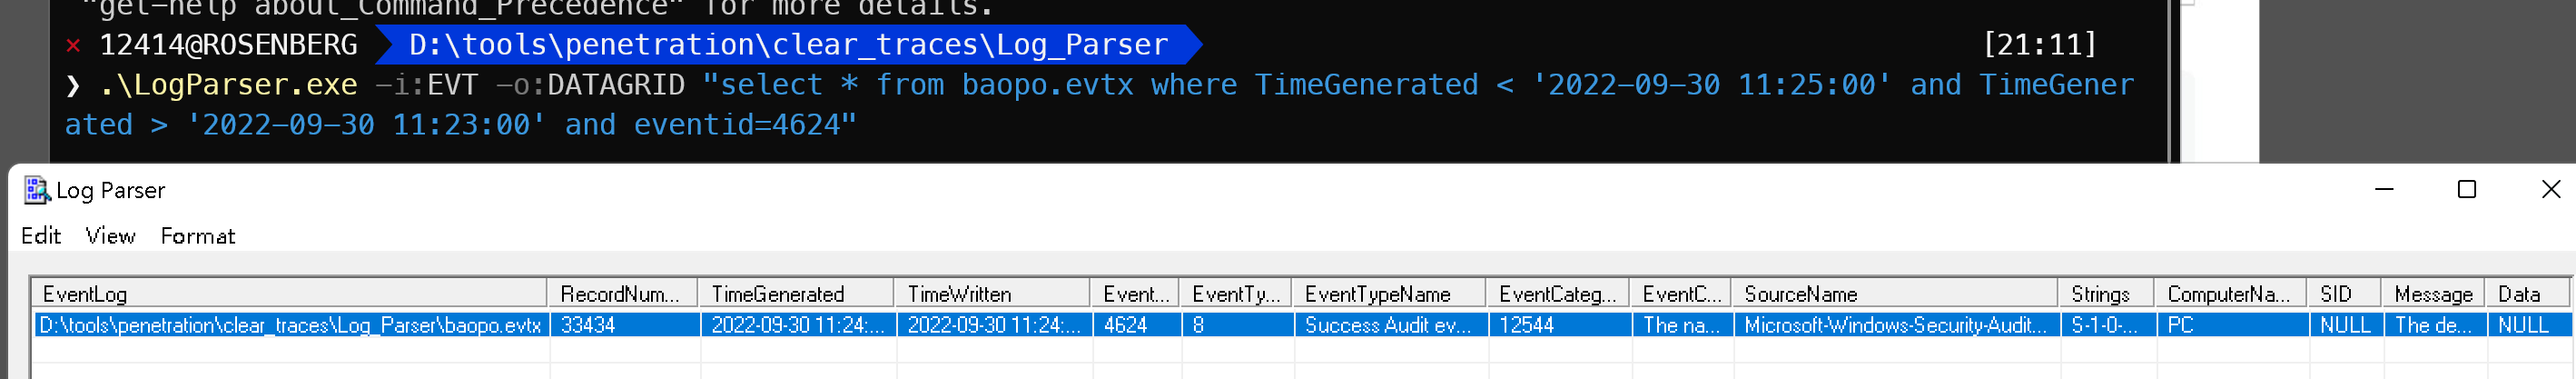 "get-help about_Command_Precedence" for more details.
× 12414@ROSENBERG D:\tools\penetration\clear_traces\Log_Parser [21:11]
❯ .\LogParser.exe -i:EVT -o:DATAGRID "select * from baopo.evtx where TimeGenerated < '2022-09-30 11:25:00' and TimeGener
ated > '2022-09-30 11:23:00' and eventid=4624"
Log Parser
Edit View Format
EventLog RecordNum... TimeGenerated TimeWritten Event... EventTy... EventTypeName EventCateg... EventC... SourceName Strings ComputerNa... SID Message Data
D:\tools\penetration\clear_traces\Log_Parser\baopo.evtx 33434 2022-09-30 11:24:... 2022-09-30 11:24:... 4624 8 Success Audit ev... 12544 The na... Microsoft-Windows-Security-Audit... S-1-0-... PC NULL The de... NULL